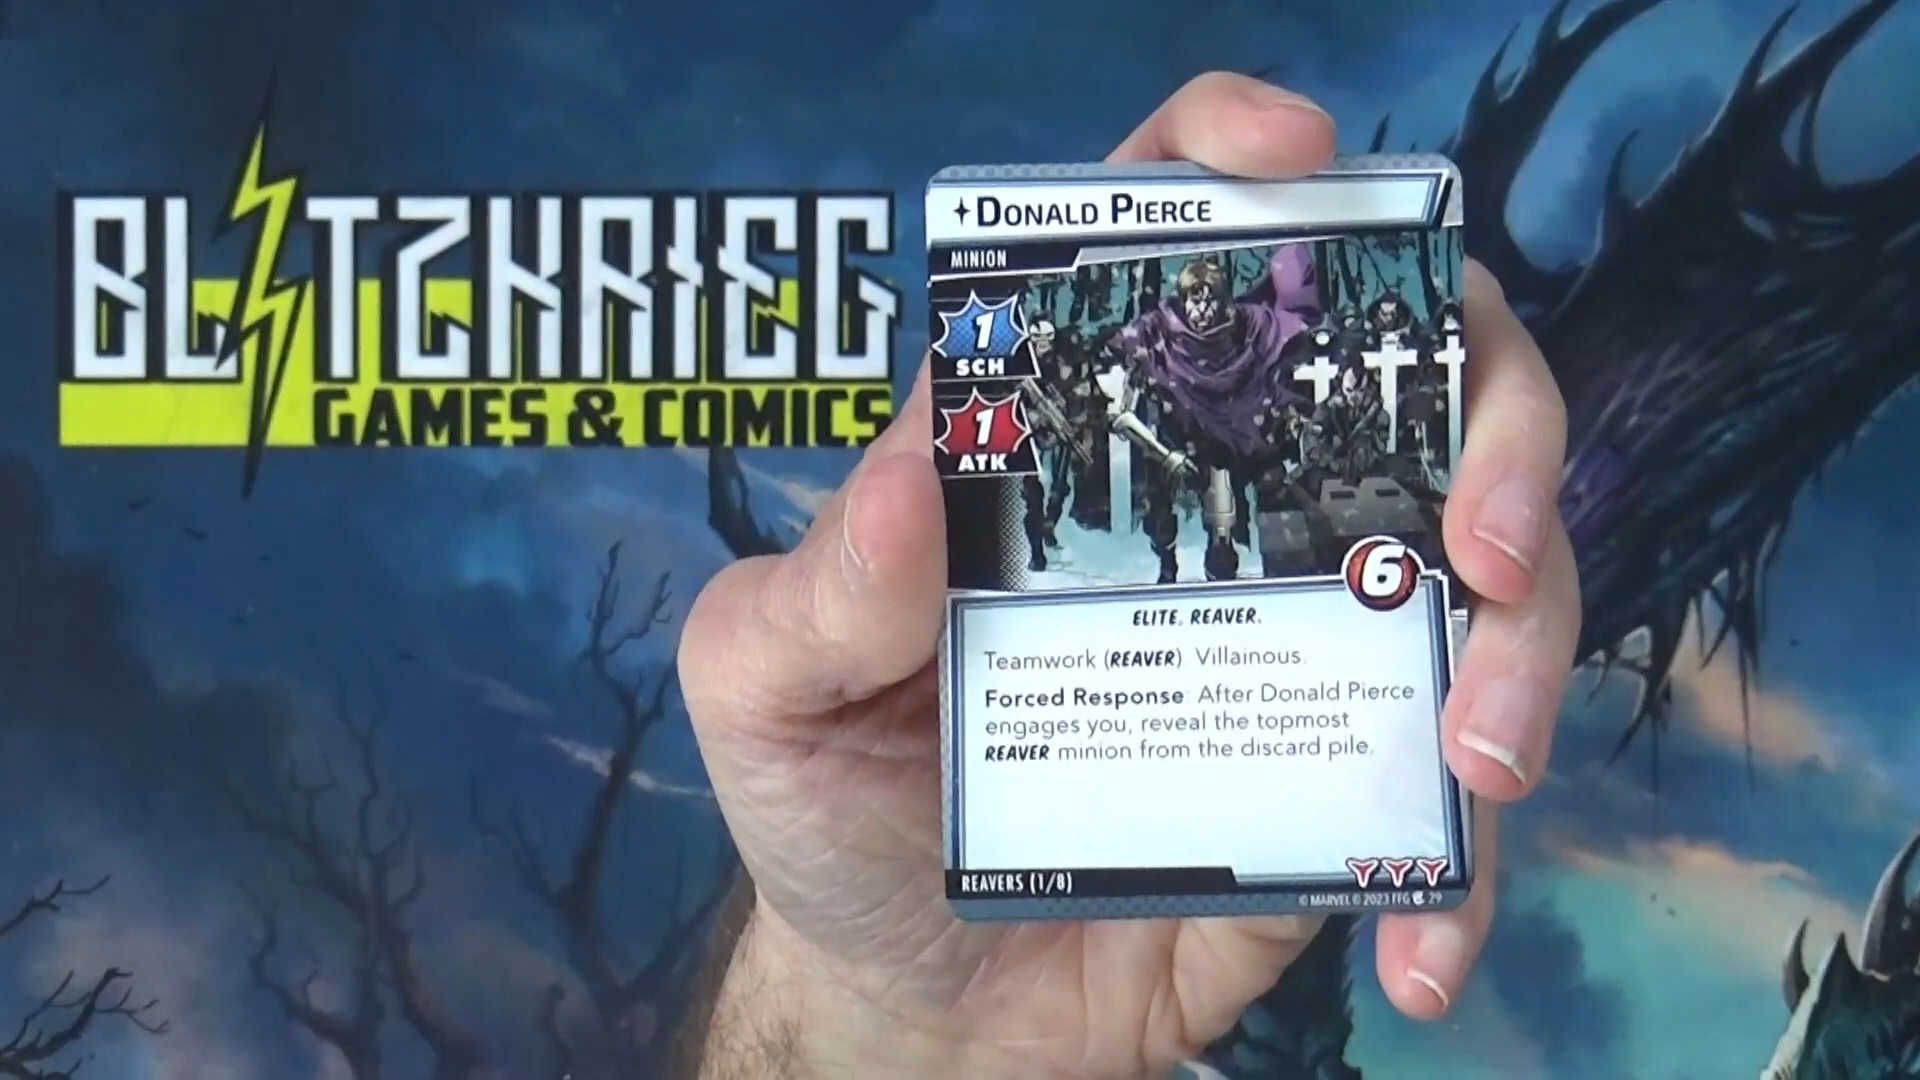 BLITZKRIEG
GAMES & COMICS
DONALD PIERCE
MINION
1
SCH
1
ATK
6
ELITE. REAVER.
Teamwork (REAVER). Villainous.
Forced Response: After Donald Pierce
engages you, reveal the topmost
REAVER minion from the discard pile.
REAVERS (1/8)
© MARVEL © 2023 FFG 29